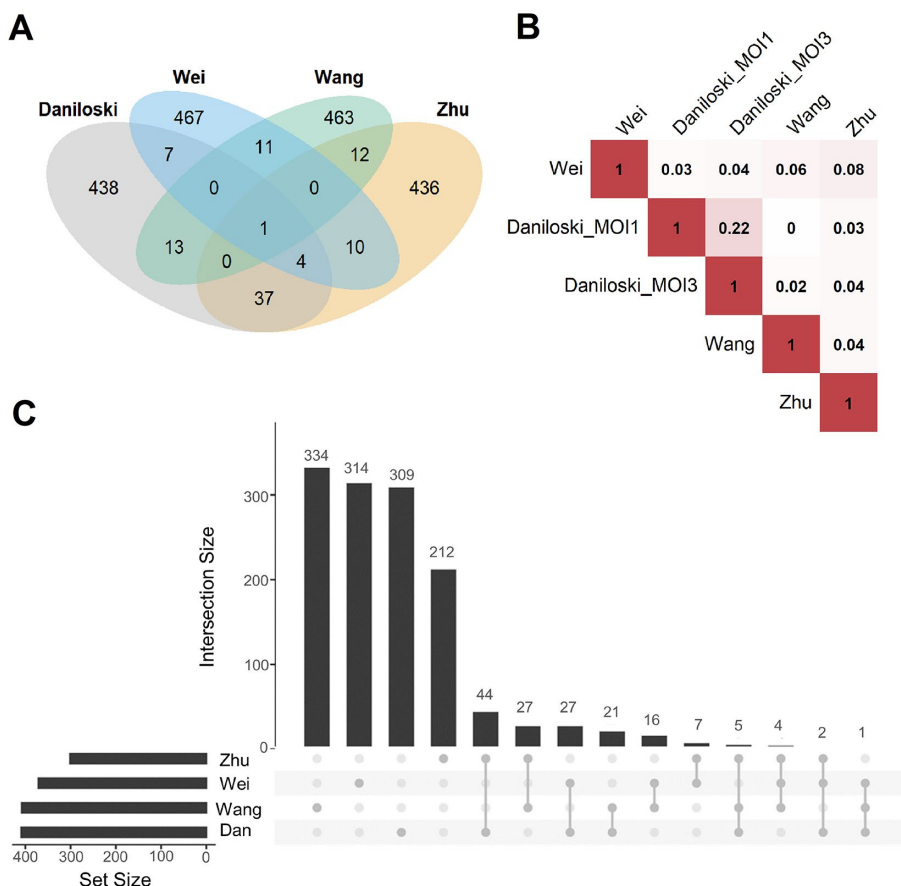 A
Daniloski
Wei
Wang
Zhu
467
463
7
11
12
438
0
0
436
1
13
0
4
10
37
B
Wei
Daniloski_MOI1
Daniloski_MOI3
Wang
Zhu
Wei 1 0.03 0.04 0.06 0.08
Daniloski_MOI1 1 0.22 0 0.03
Daniloski_MOI3 1 0.02 0.04
Wang 1 0.04
Zhu 1
C
Intersection Size
300
200
100
0
334 314 309 212 44 27 27 21 16 7 5 4 2 1
Zhu
Wei
Wang
Dan
400 300 200 100 0
Set Size